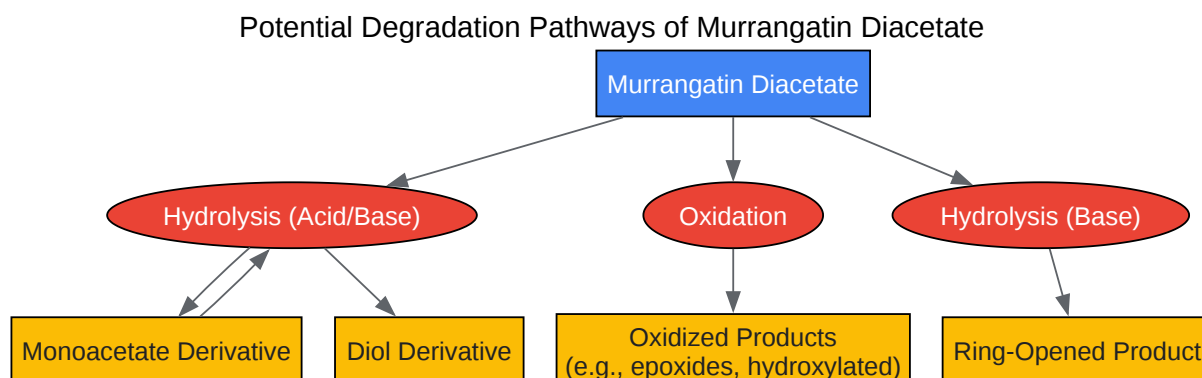 Potential Degradation Pathways of Murrangatin Diacetate
Murrangatin Diacetate
Hydrolysis (Acid/Base)
Oxidation
Hydrolysis (Base)
Monoacetate Derivative
Diol Derivative
Oxidized Products
(e.g., epoxides, hydroxylated)
Ring-Opened Product